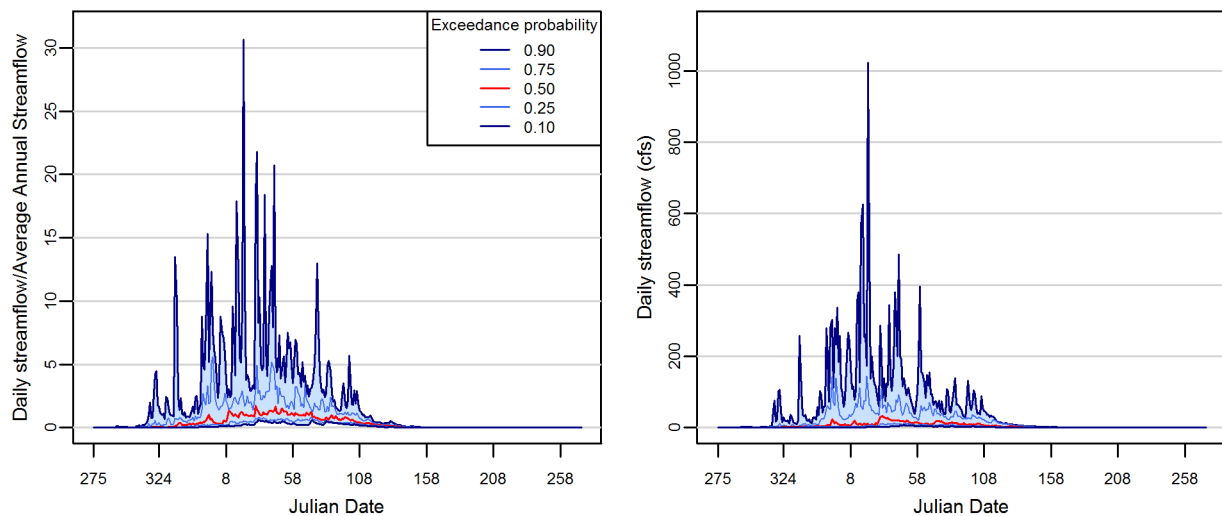 Daily streamflow/Average Annual Streamflow
30
25
20
15
10
5
0
Exceedance probability
0.90
0.75
0.50
0.25
0.10
275 324 8 58 108 158 208 258
Julian Date
Daily streamflow (cfs)
1000
800
600
400
200
0
275 324 8 58 108 158 208 258
Julian Date